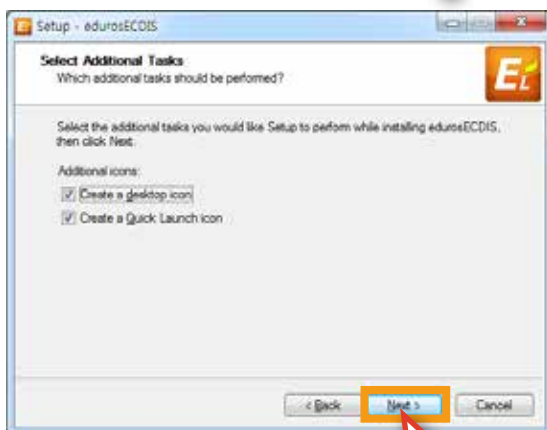 Setup - edurosECDIS
Select Additional Tasks
Which additional tasks should be performed?
EL
Select the additional tasks you would like Setup to perform while installing edurosECDIS,
then click Next.
Additional icons:
Create a desktop icon
Create a Quick Launch icon
< Back Next > Cancel